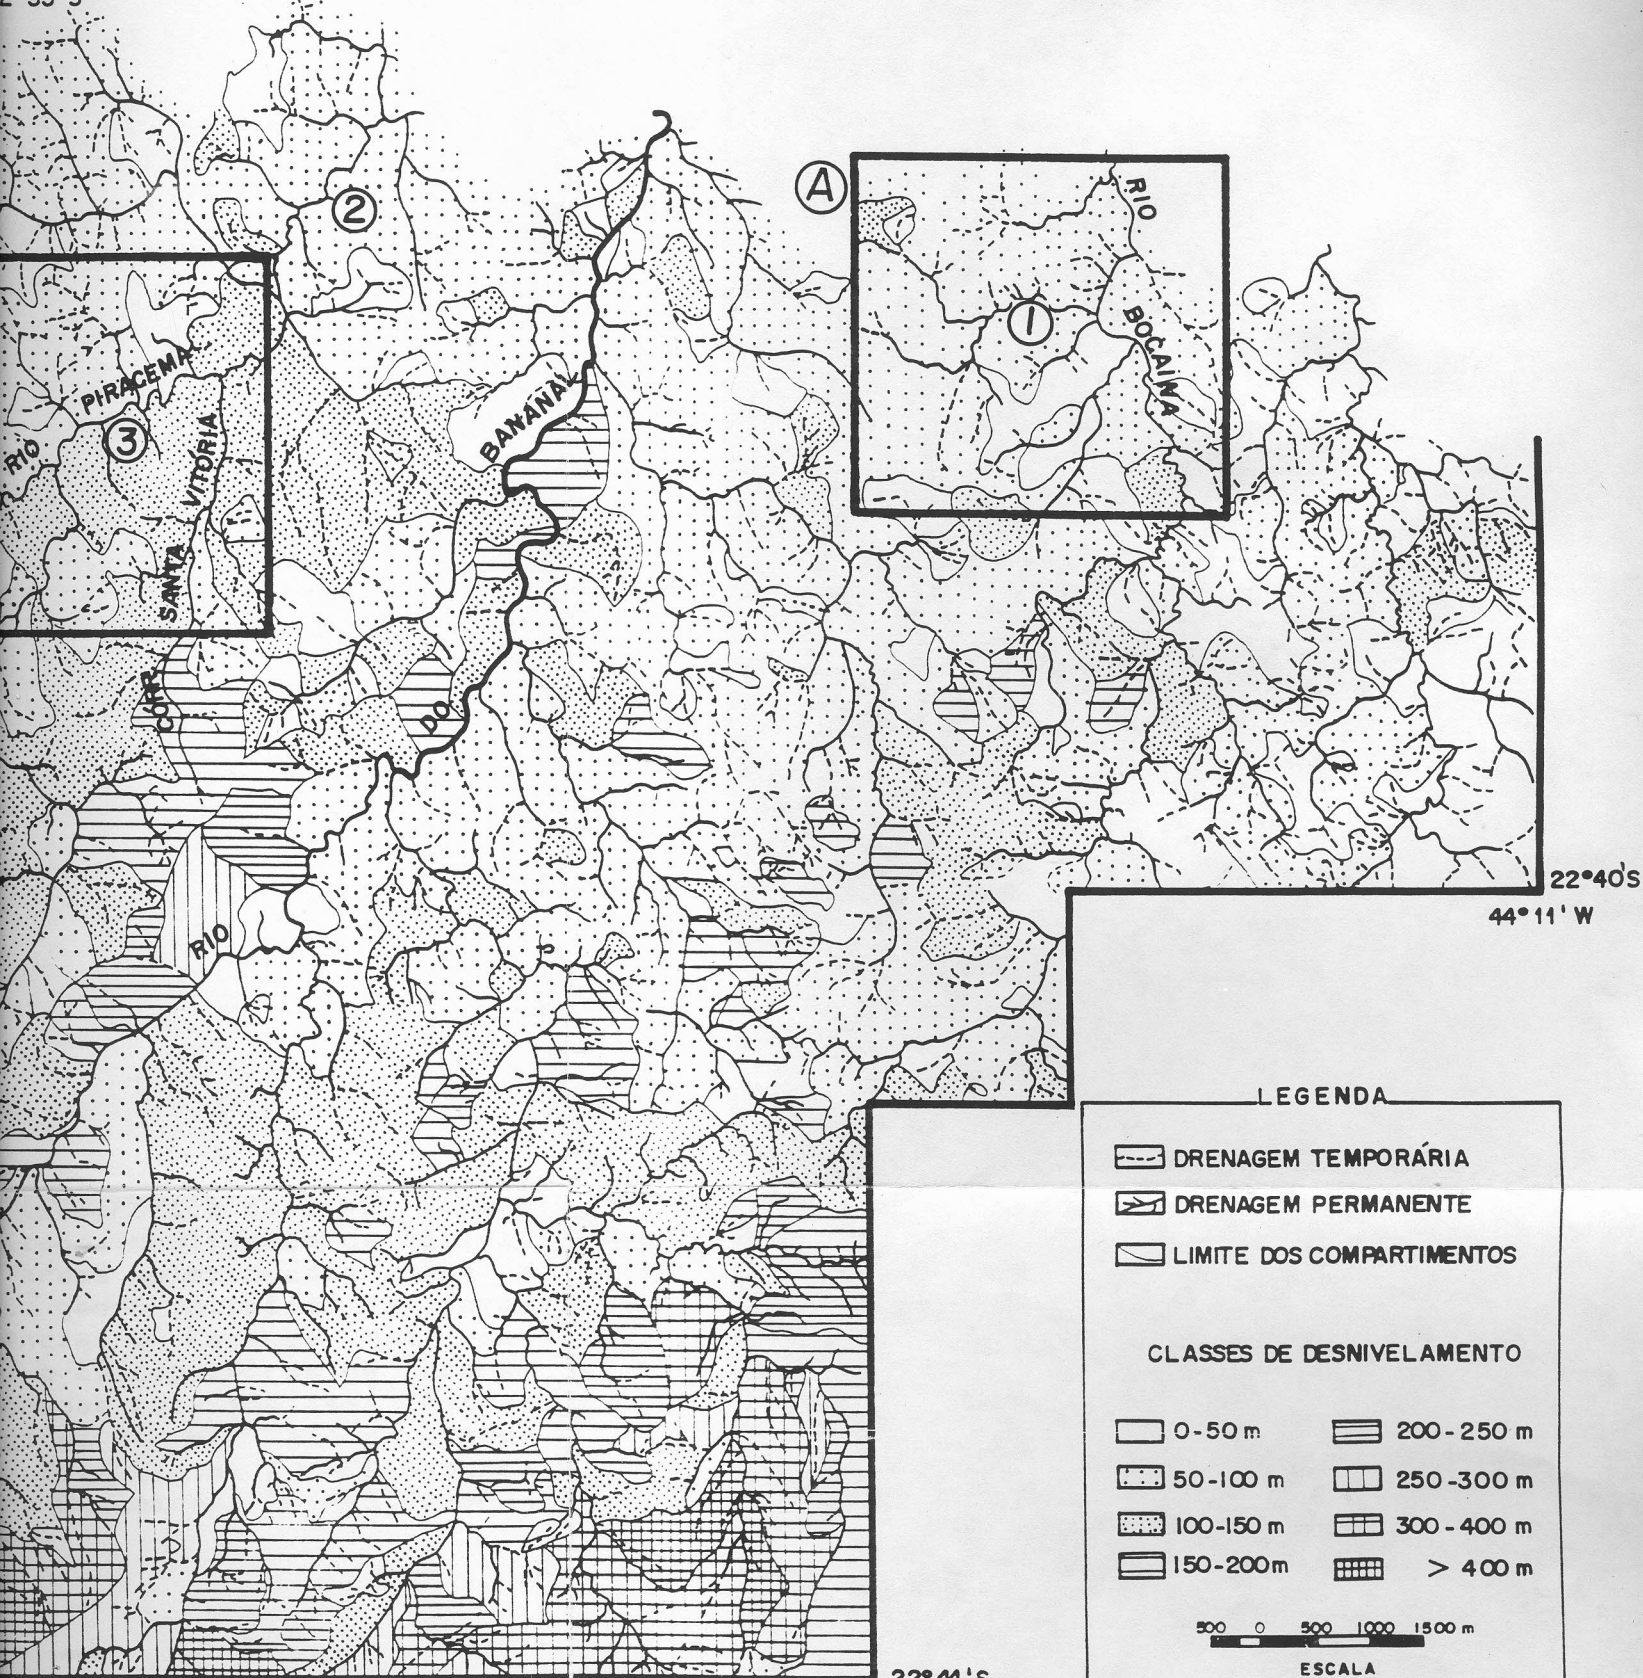 A
RIO
BOCAINA
1
2
3
RIO
PIRACEMA
SANTA VITÓRIA
CÓRR.
RIO
DO
BANANAL
22°40'S
44°11' W
LEGENDA
DRENAGEM TEMPORÁRIA
DRENAGEM PERMANENTE
LIMITE DOS COMPARTIMENTOS
CLASSES DE DESNIVELAMENTO
0-50 m
200-250 m
50-100 m
250-300 m
100-150 m
300-400 m
150-200m
> 400 m
500 0 500 1000 1500 m
ESCALA